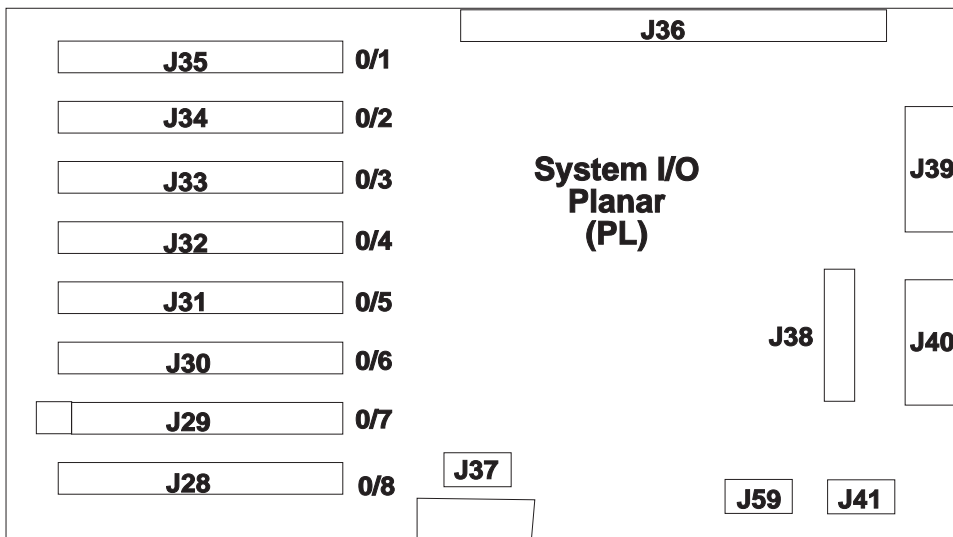 J36
J35 0/1
J34 0/2
J33 0/3
J32 0/4
J31 0/5
J30 0/6
J29 0/7
J28 0/8
System I/O
Planar
(PL)
J39
J38
J40
J37
J59
J41